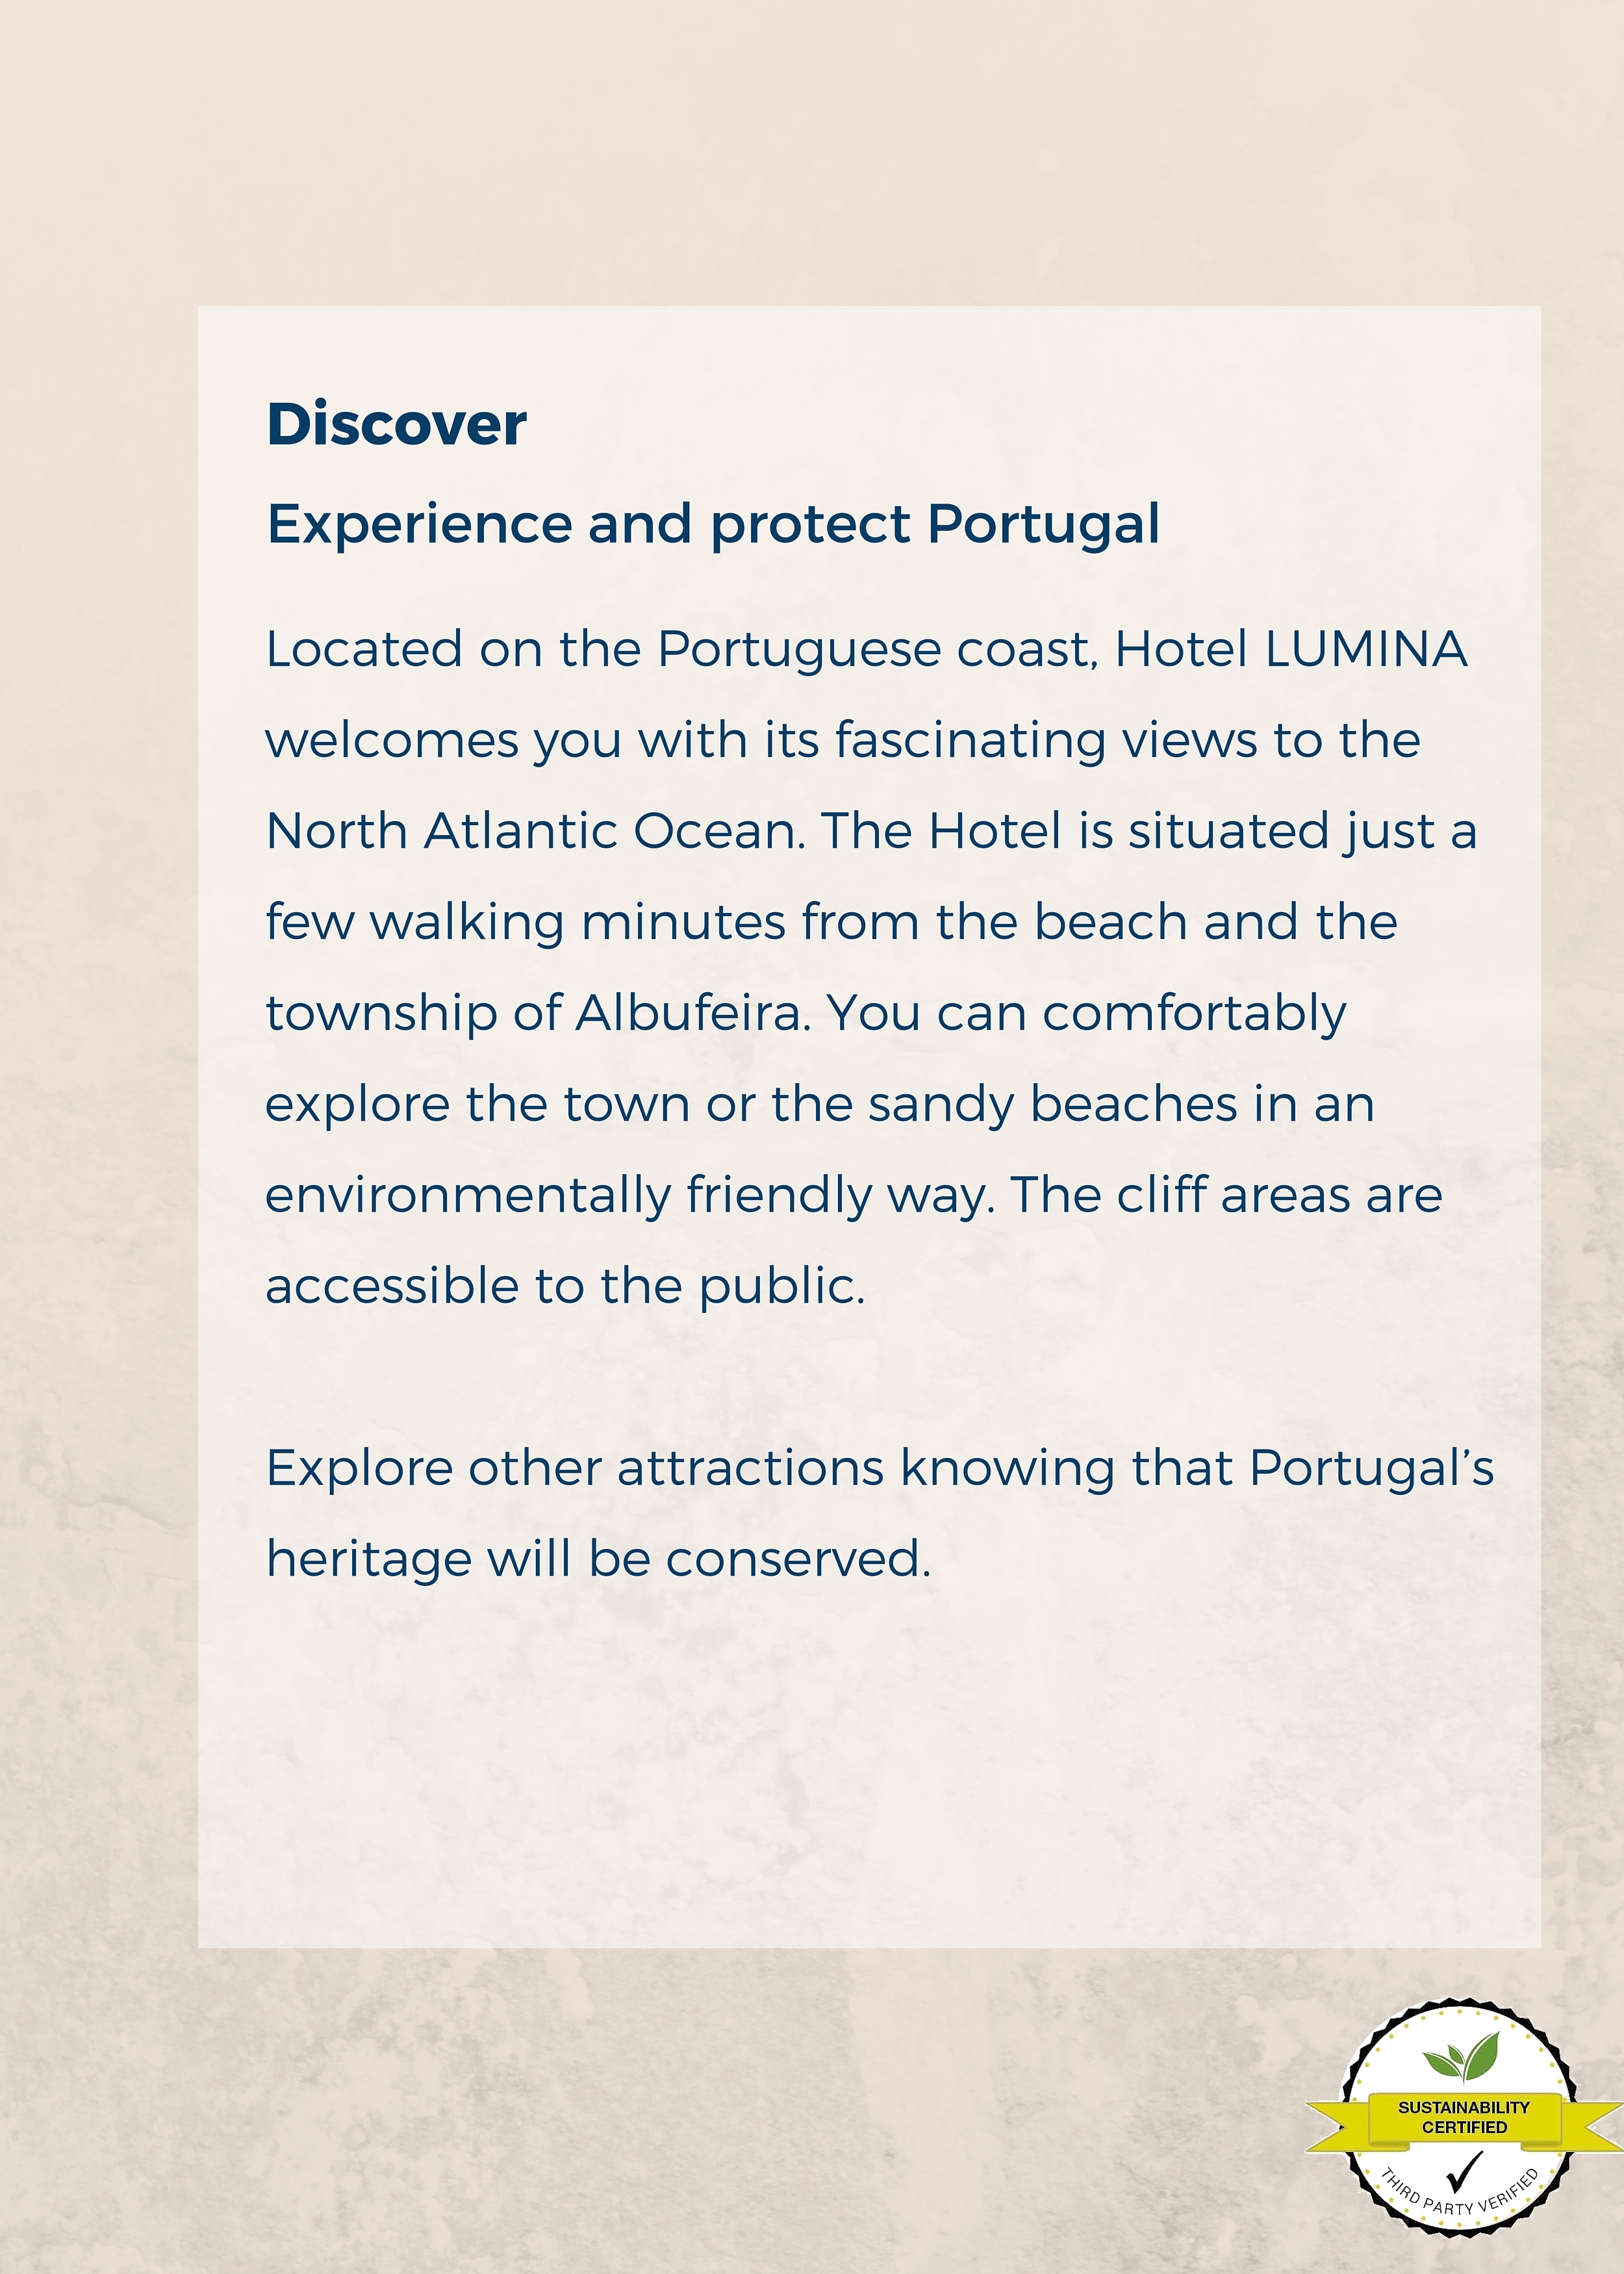 Discover
Experience and protect Portugal
Located on the Portuguese coast, Hotel LUMINA
welcomes you with its fascinating views to the
North Atlantic Ocean. The Hotel is situated just a
few walking minutes from the beach and the
township of Albufeira. You can comfortably
explore the town or the sandy beaches in an
environmentally friendly way. The cliff areas are
accessible to the public.
Explore other attractions knowing that Portugal’s
heritage will be conserved.
SUSTAINABILITY
CERTIFIED
THIRD PARTY VERIFIED